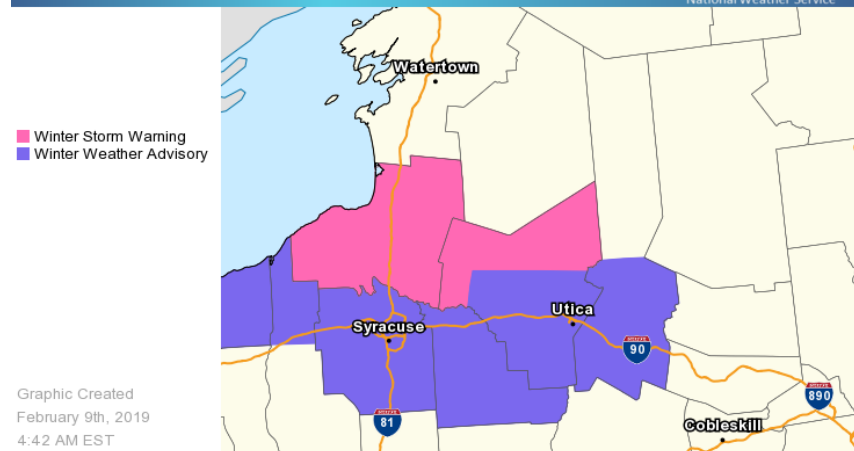 National Weather Service
Watertown
Winter Storm Warning
Winter Weather Advisory
Utica
Syracuse
90
Graphic Created
February 9th, 2019
4:42 AM EST
890
81
Cobleskill